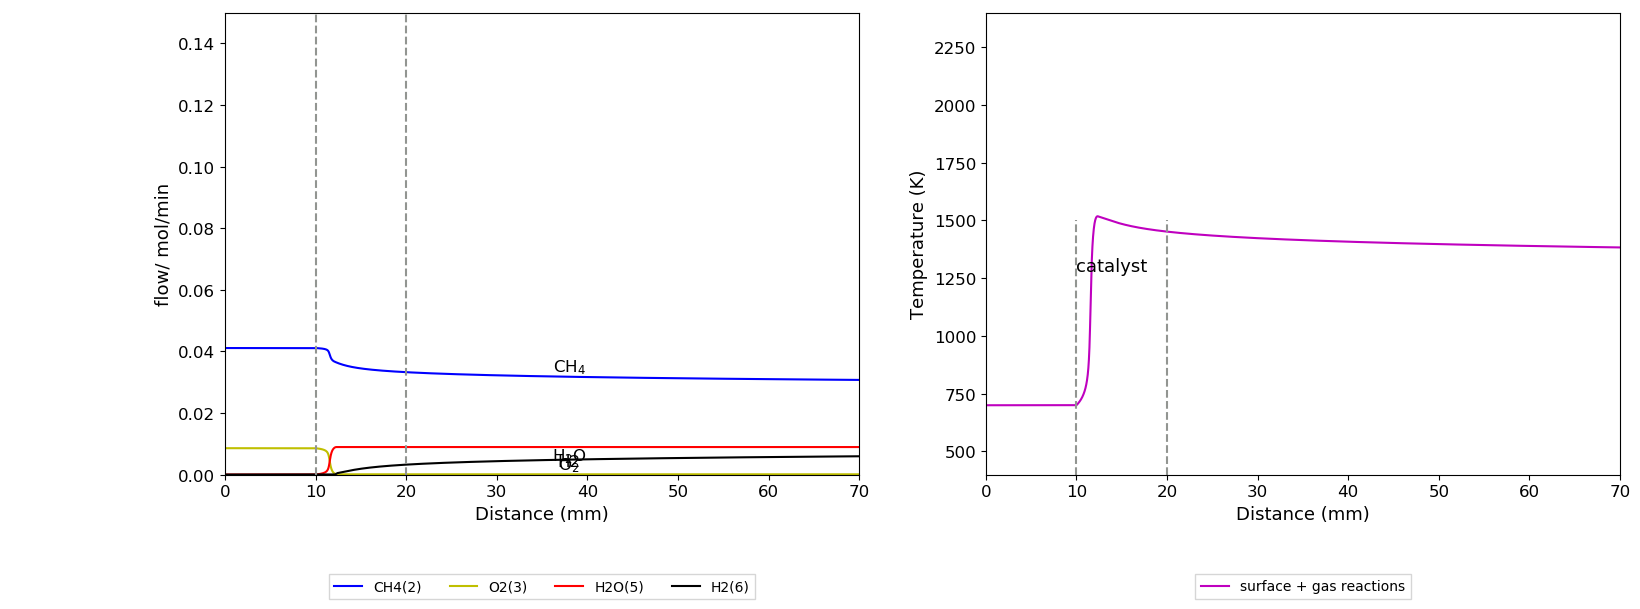 0.14
0.12
0.10
0.08
0.06
0.04
0.02
0.00
flow/ mol/min
CH₄
H₂O
H2
O₂
0 10 20 30 40 50 60 70
Distance (mm)
CH4(2) O2(3) H2O(5) H2(6)
2250
2000
1750
1500
1250
1000
750
500
Temperature (K)
catalyst
0 10 20 30 40 50 60 70
Distance (mm)
surface + gas reactions